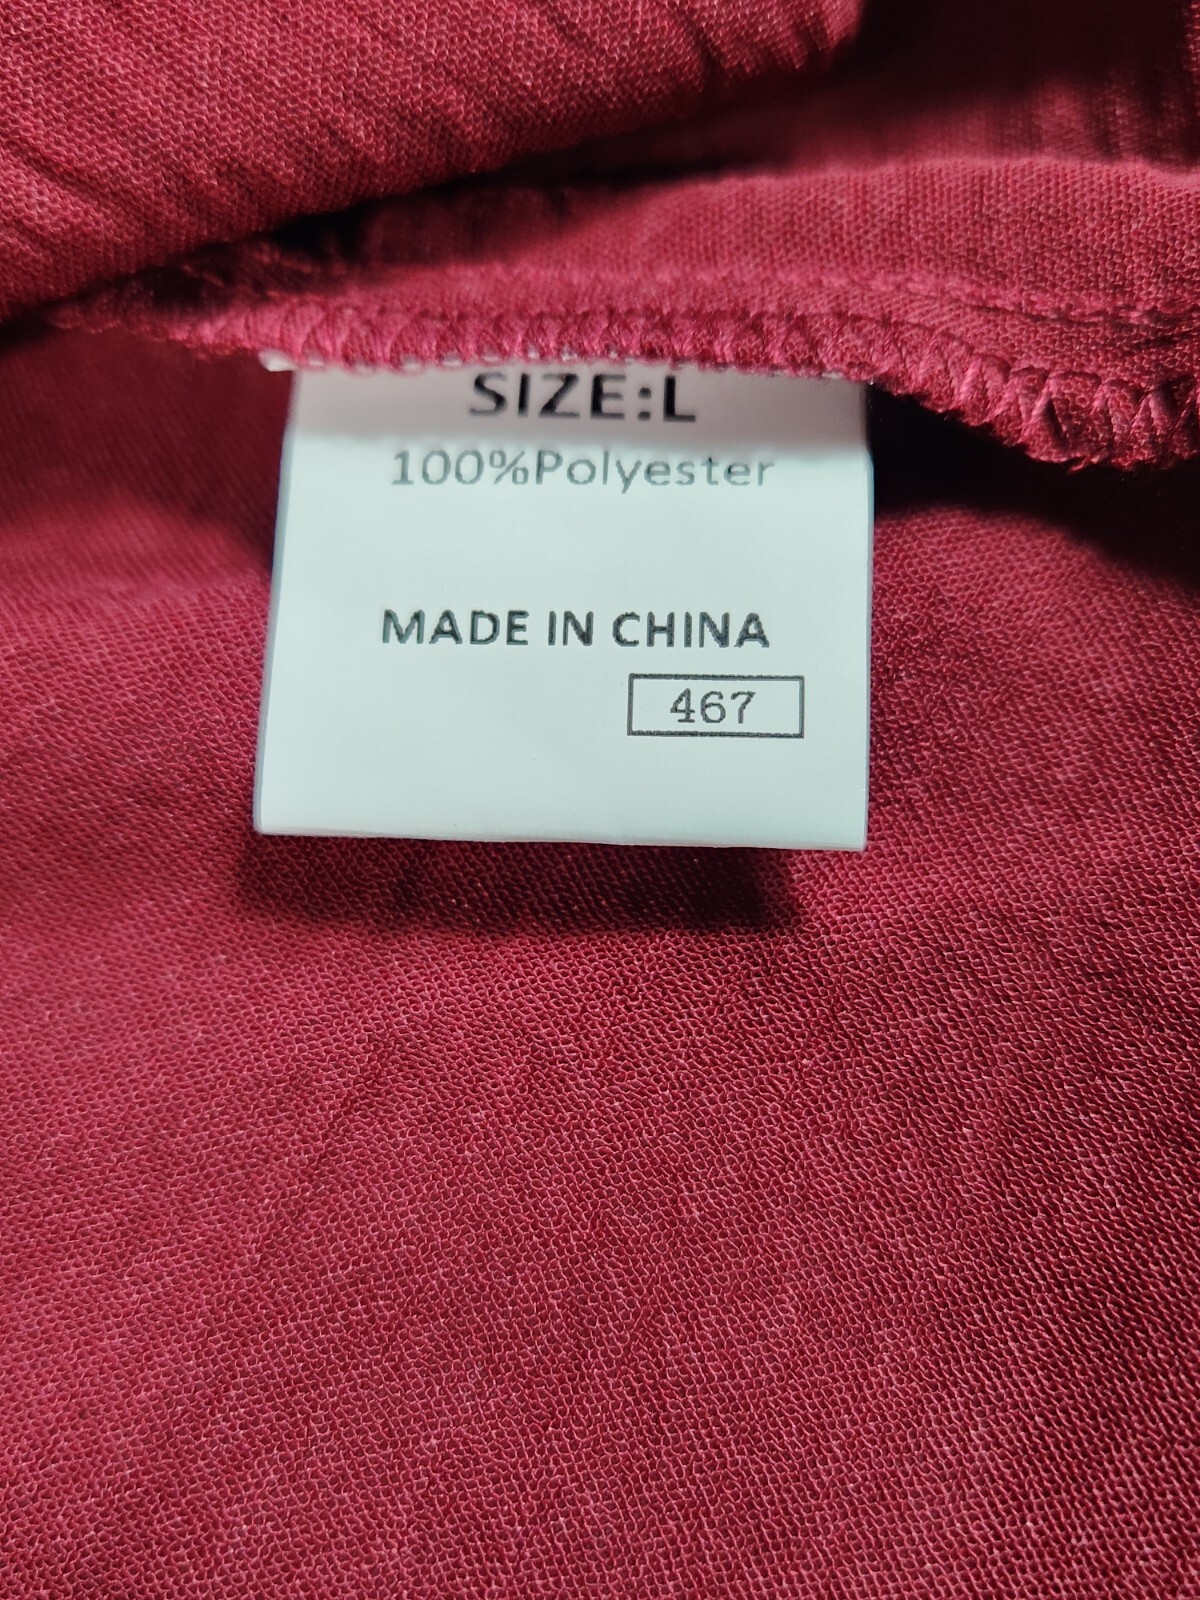 SIZE:L
100%Polyester
MADE IN CHINA
467